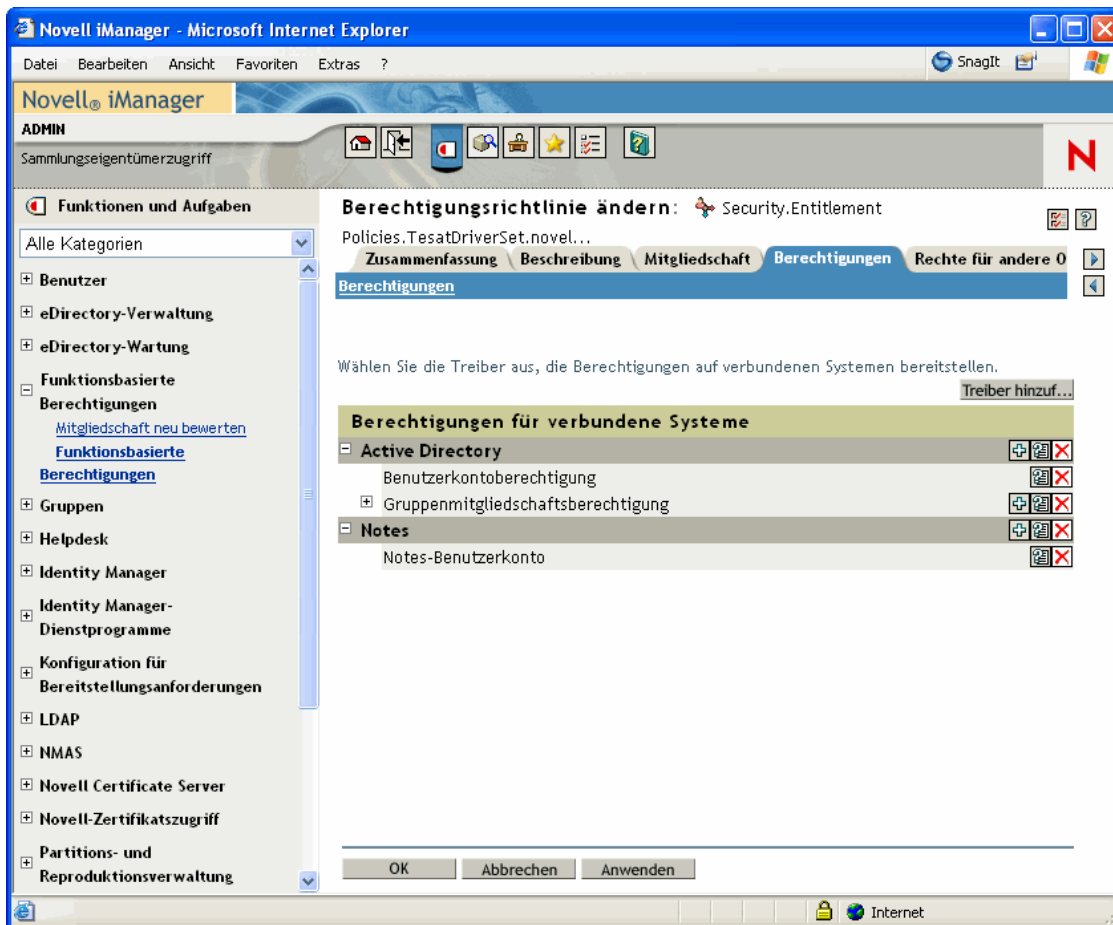 Novell iManager - Microsoft Internet Explorer
Datei Bearbeiten Ansicht Favoriten Extras ?
SnagIt
Novell® iManager
ADMIN
Sammlungseigentümerzugriff
N
Funktionen und Aufgaben
Alle Kategorien
Benutzer
eDirectory-Verwaltung
eDirectory-Wartung
Funktionsbasierte
Berechtigungen
Mitgliedschaft neu bewerten
Funktionsbasierte
Berechtigungen
Gruppen
Helpdesk
Identity Manager
Identity Manager-
Dienstprogramme
Konfiguration für
Bereitstellungsanforderungen
LDAP
NMAS
Novell Certificate Server
Novell-Zertifikatszugriff
Partitions- und
Reproduktionsverwaltung
Berechtigungsrichtlinie ändern: Security.Entitlement
Policies.TesatDriverSet.novel...
?
Zusammenfassung Beschreibung Mitgliedschaft Berechtigungen Rechte für andere O
Berechtigungen
Wählen Sie die Treiber aus, die Berechtigungen auf verbundenen Systemen bereitstellen.
Treiber hinzuf...
Berechtigungen für verbundene Systeme
Active Directory
Benutzerkontoberechtigung
Gruppenmitgliedschaftsberechtigung
Notes
Notes-Benutzerkonto
OK Abbrechen Anwenden
Internet